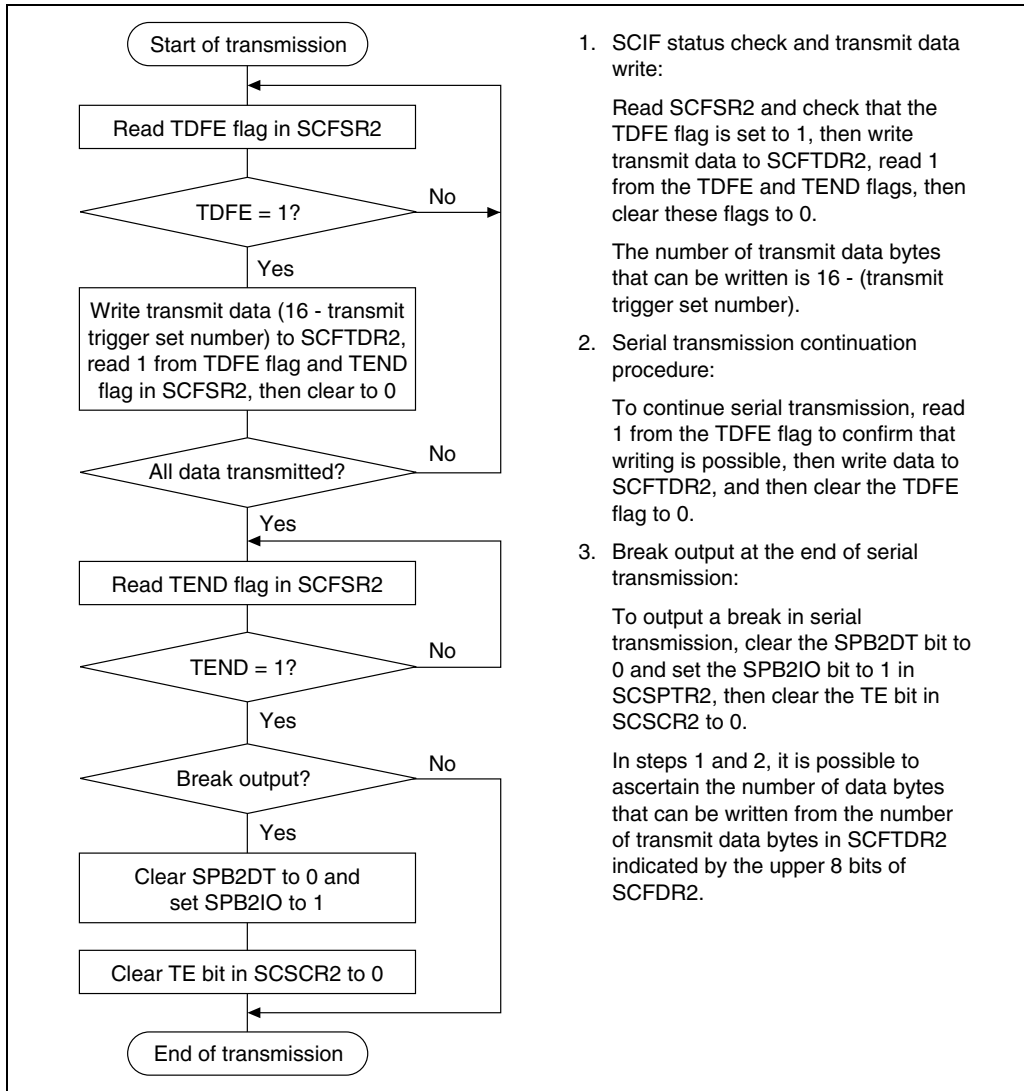 Start of transmission
Read TDFE flag in SCFSR2
TDFE = 1?
No
Yes
Write transmit data (16 - transmit
trigger set number) to SCFTDR2,
read 1 from TDFE flag and TEND
flag in SCFSR2, then clear to 0
All data transmitted?
No
Yes
Read TEND flag in SCFSR2
TEND = 1?
No
Yes
Break output?
No
Yes
Clear SPB2DT to 0 and
set SPB2IO to 1
Clear TE bit in SCSCR2 to 0
End of transmission
1. SCIF status check and transmit data
write:
Read SCFSR2 and check that the
TDFE flag is set to 1, then write
transmit data to SCFTDR2, read 1
from the TDFE and TEND flags, then
clear these flags to 0.
The number of transmit data bytes
that can be written is 16 - (transmit
trigger set number).
2. Serial transmission continuation
procedure:
To continue serial transmission, read
1 from the TDFE flag to confirm that
writing is possible, then write data to
SCFTDR2, and then clear the TDFE
flag to 0.
3. Break output at the end of serial
transmission:
To output a break in serial
transmission, clear the SPB2DT bit to
0 and set the SPB2IO bit to 1 in
SCSPTR2, then clear the TE bit in
SCSCR2 to 0.
In steps 1 and 2, it is possible to
ascertain the number of data bytes
that can be written from the number
of transmit data bytes in SCFTDR2
indicated by the upper 8 bits of
SCFDR2.